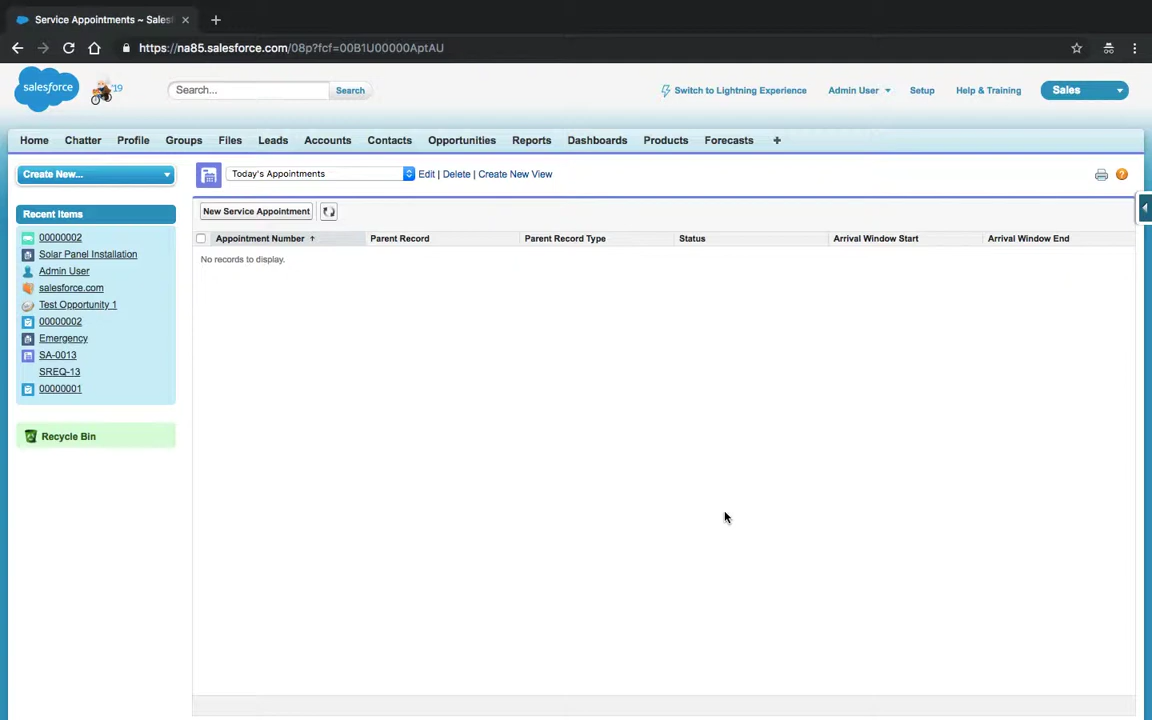 Service Appointments ~ Salesf
https://na85.salesforce.com/08p?fcf=00B1U00000AptAU
salesforce
'19
Search...
Search
Switch to Lightning Experience
Admin User
Setup
Help & Training
Sales
Home
Chatter
Profile
Groups
Files
Leads
Accounts
Contacts
Opportunities
Reports
Dashboards
Products
Forecasts
+
Create New...
Today's Appointments
Edit | Delete | Create New View
Recent Items
00000002
Solar Panel Installation
Admin User
salesforce.com
Test Opportunity 1
00000002
Emergency
SA-0013
SREQ-13
00000001
Recycle Bin
New Service Appointment
Appointment Number ↑
Parent Record
Parent Record Type
Status
Arrival Window Start
Arrival Window End
No records to display.